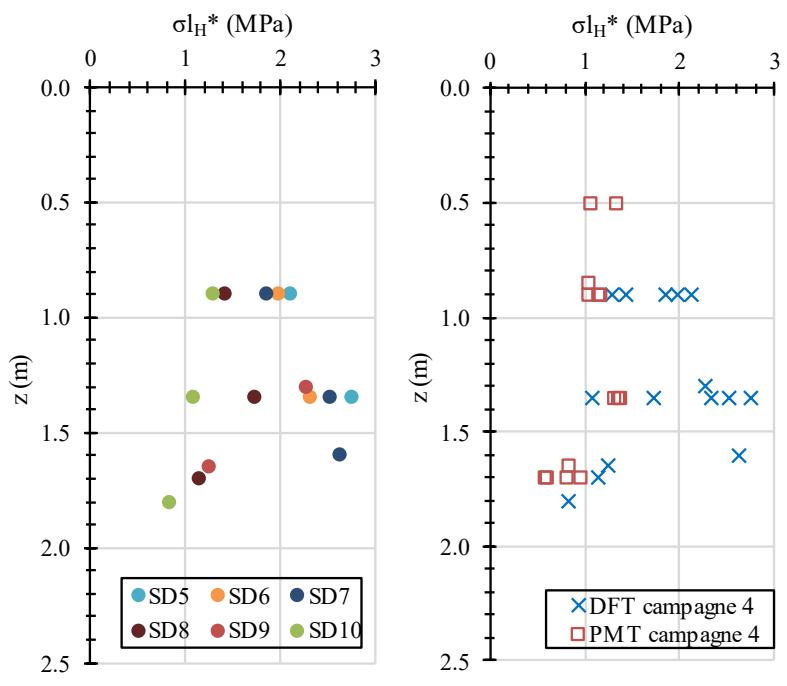 σl_H* (MPa)
0 1 2 3
0.0
0.5
1.0
1.5
2.0
2.5
z (m)
SD5 SD6 SD7
SD8 SD9 SD10
σl_H* (MPa)
0 1 2 3
0.0
0.5
1.0
1.5
2.0
2.5
z (m)
DFT campagne 4
PMT campagne 4